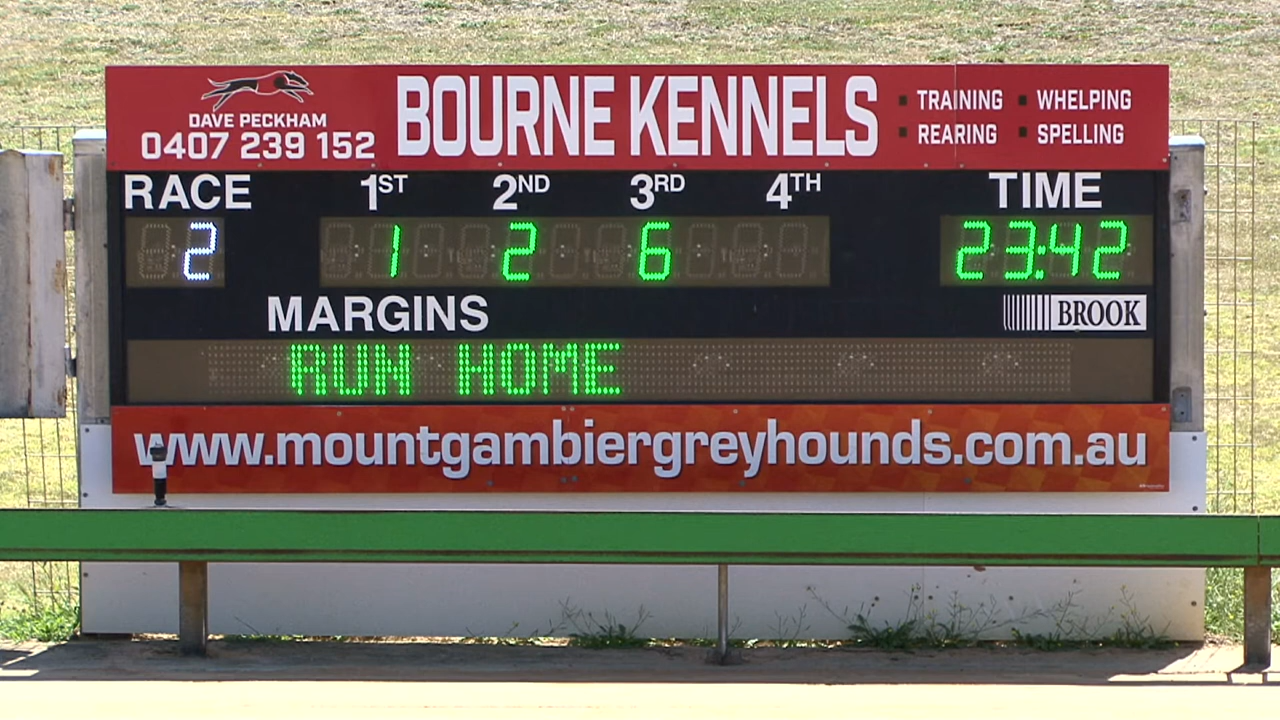 DAVE PECKHAM
0407 239 152
BOURNE KENNELS
TRAINING WHELPING
REARING SPELLING
RACE 1ST 2ND 3RD 4TH TIME
2 1 2 6 23:42
MARGINS BROOK
RUN HOME
www.mountgambiergreyhounds.com.au